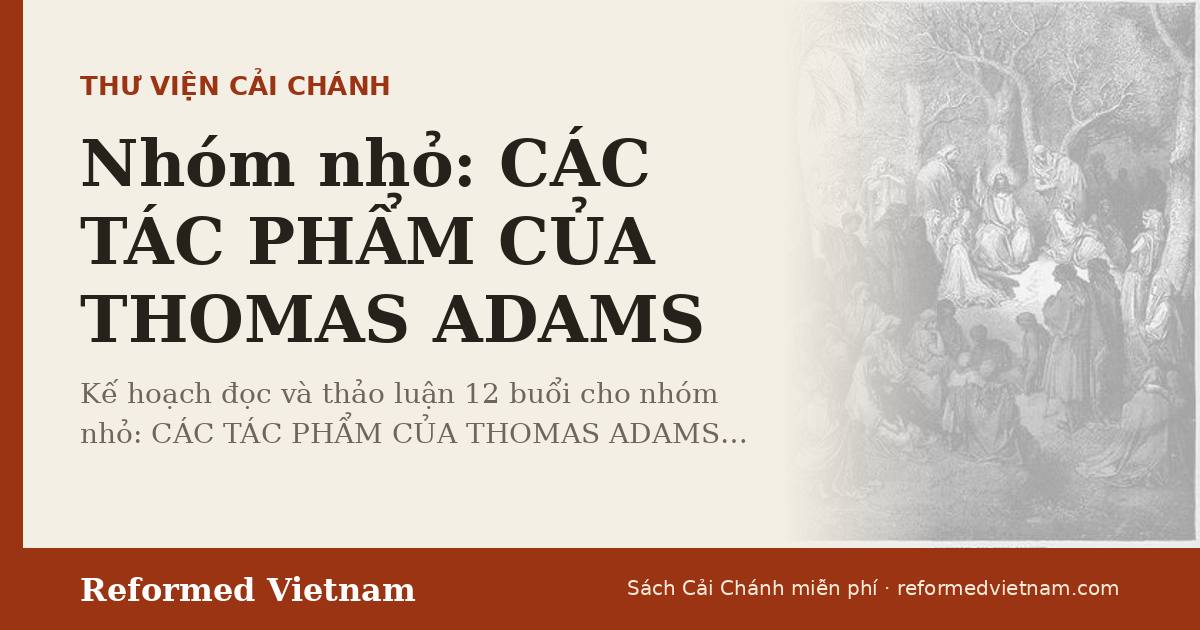 THƯ VIỆN CẢI CHÁNH
Nhóm nhỏ: CÁC
TÁC PHẨM CỦA
THOMAS ADAMS
Kế hoạch đọc và thảo luận 12 buổi cho nhóm
nhỏ: CÁC TÁC PHẨM CỦA THOMAS ADAMS...
Reformed Vietnam
Sách Cải Chánh miễn phí · reformedvietnam.com